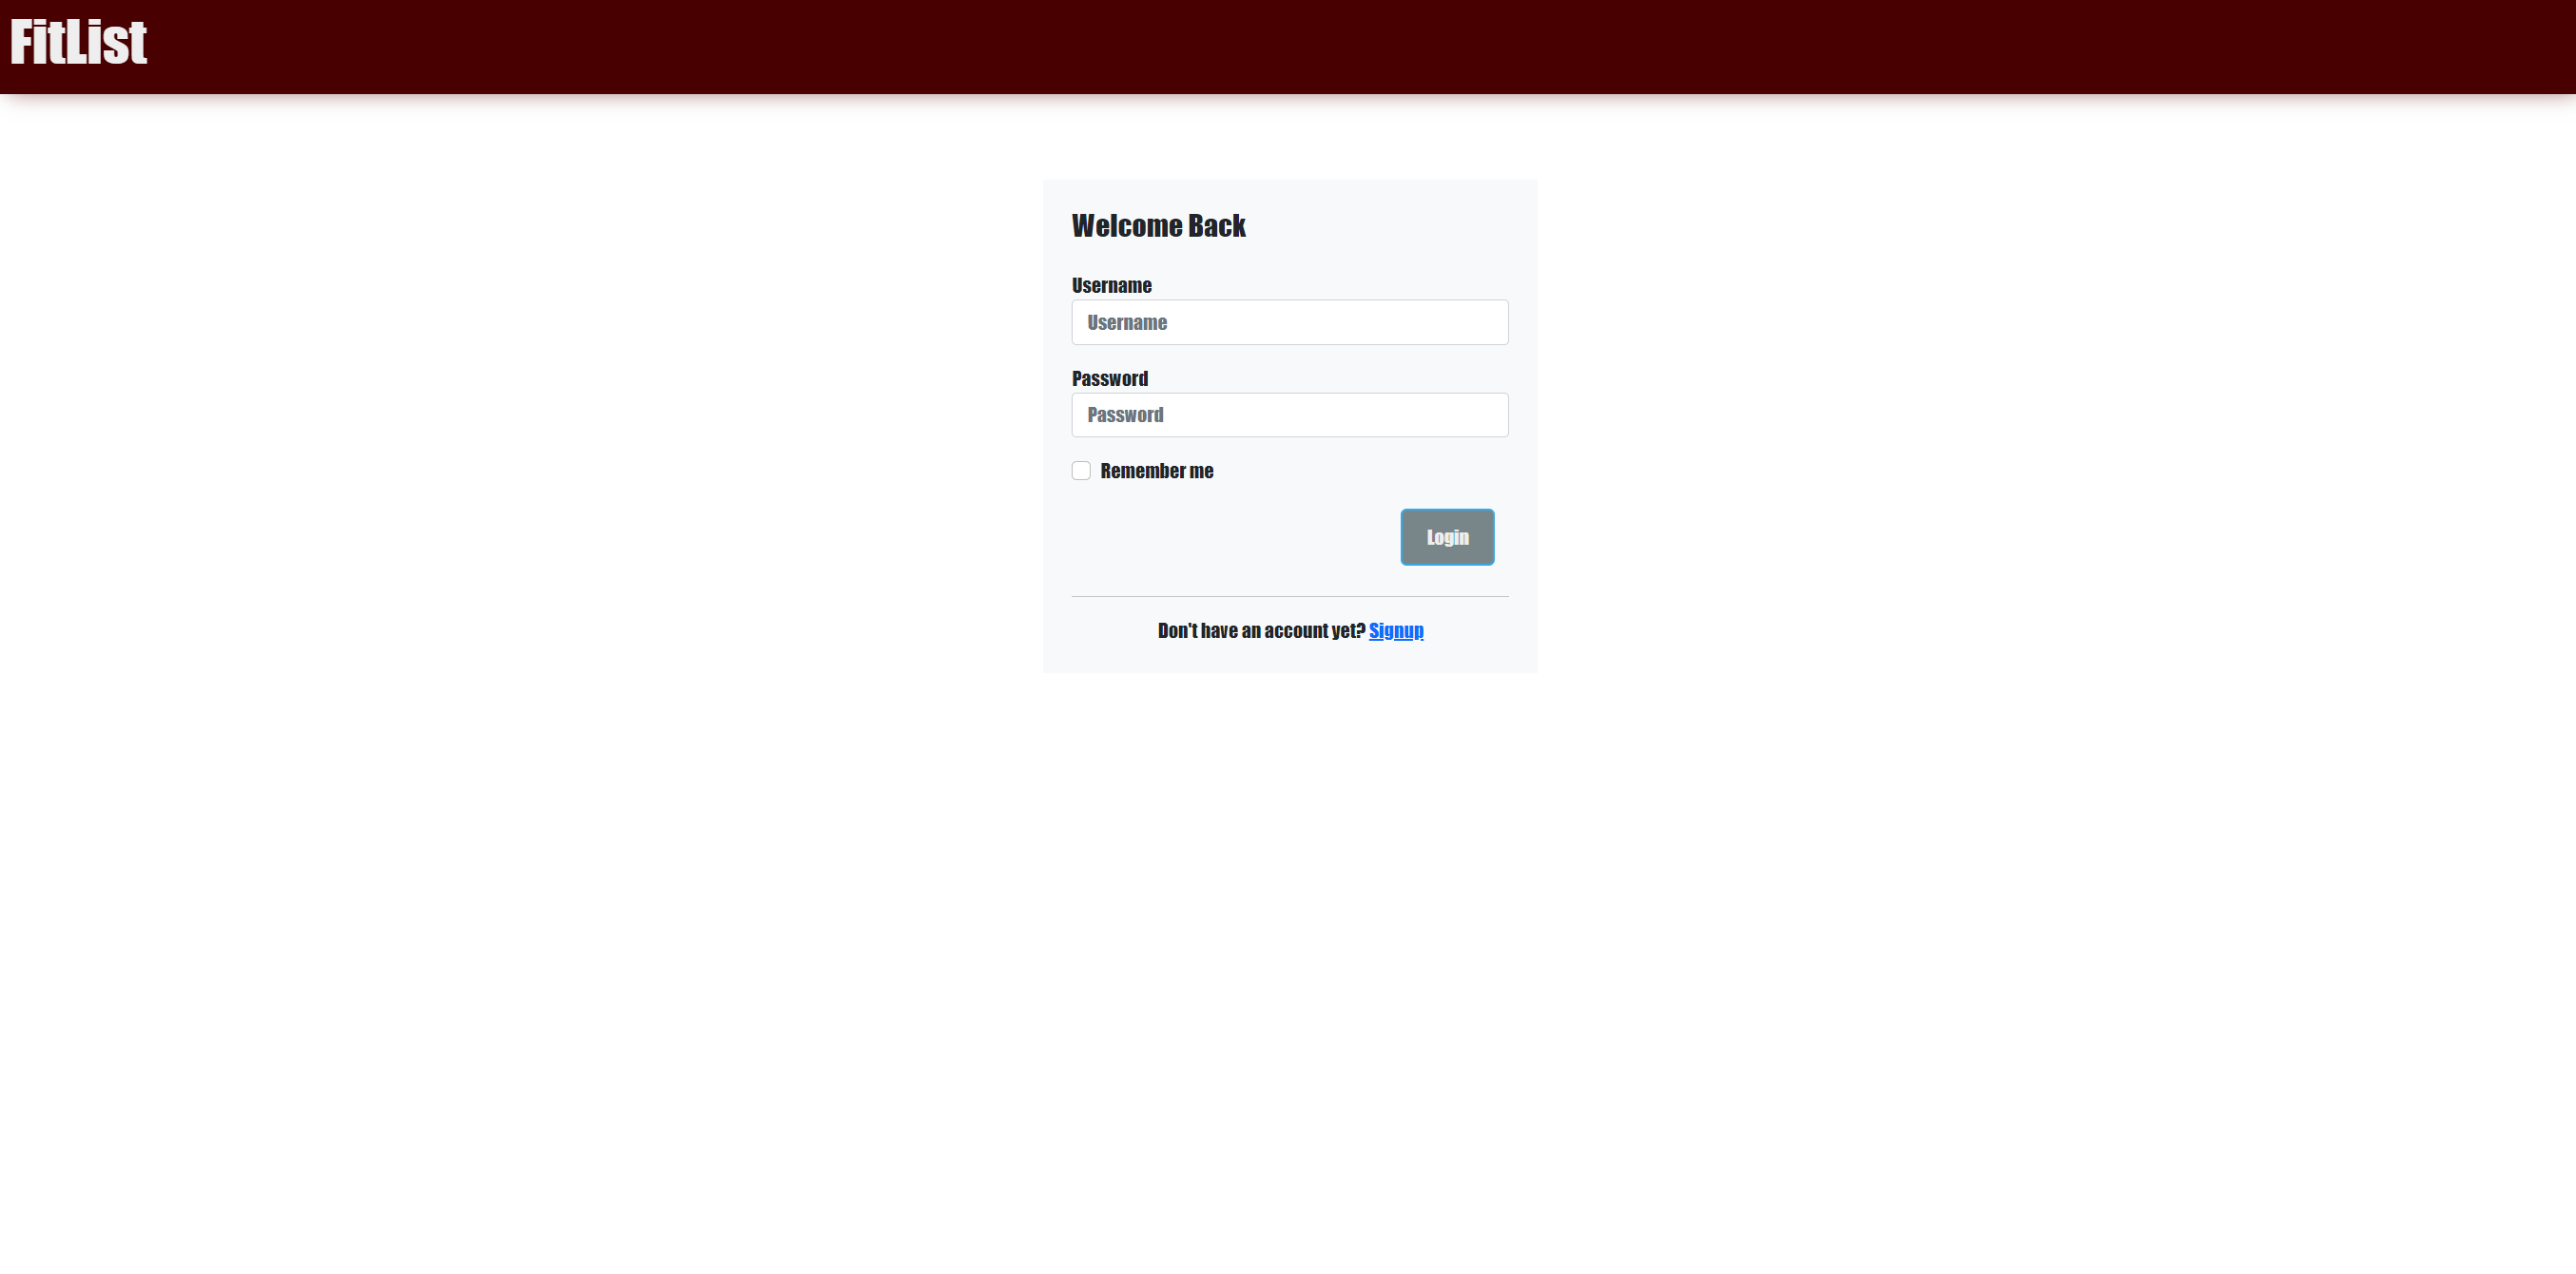 FitList
Welcome Back
Username
Username
Password
Password
Remember me
Login
Don't have an account yet? Signup